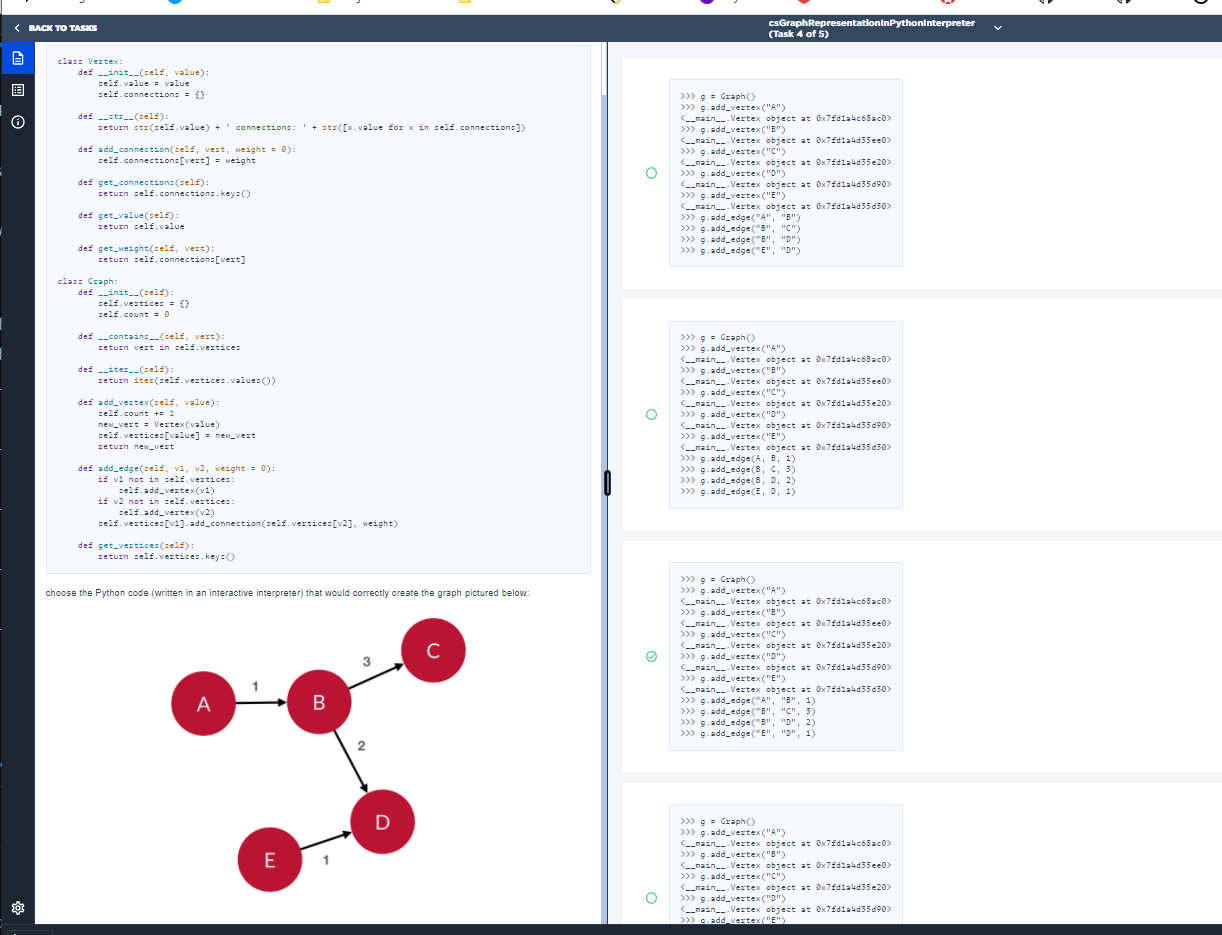 BACK TO TASKS
csGraphRepresentationInPythonInterpreter
(Task 4 of 5)
class Vertex:
    def __init__(self, value):
        self.value = value
        self.connections = {}

    def __str__(self):
        return str(self.value) + ' connections: ' + str([x.value for x in self.connections])

    def add_connection(self, vert, weight = 0):
        self.connections[vert] = weight

    def get_connections(self):
        return self.connections.keys()

    def get_value(self):
        return self.value

    def get_weight(self, vert):
        return self.connections[vert]

class Graph:
    def __init__(self):
        self.vertices = {}
        self.count = 0

    def __contains__(self, vert):
        return vert in self.vertices

    def __iter__(self):
        return iter(self.vertices.values())

    def add_vertex(self, value):
        self.count += 1
        new_vert = Vertex(value)
        self.vertices[value] = new_vert
        return new_vert

    def add_edge(self, v1, v2, weight = 0):
        if v1 not in self.vertices:
            self.add_vertex(v1)
        if v2 not in self.vertices:
            self.add_vertex(v2)
        self.vertices[v1].add_connection(self.vertices[v2], weight)

    def get_vertices(self):
        return self.vertices.keys()
choose the Python code (written in an interactive interpreter) that would correctly create the graph pictured below:
C
3
1
A
B
2
D
E
1
>>> g = Graph()
>>> g.add_vertex("A")
<__main__.Vertex object at 0x7fd1a4c68ac0>
>>> g.add_vertex("B")
<__main__.Vertex object at 0x7fd1a4d35ee0>
>>> g.add_vertex("C")
<__main__.Vertex object at 0x7fd1a4d35e20>
>>> g.add_vertex("D")
<__main__.Vertex object at 0x7fd1a4d35d90>
>>> g.add_vertex("E")
<__main__.Vertex object at 0x7fd1a4d35d30>
>>> g.add_edge("A", "B")
>>> g.add_edge("B", "C")
>>> g.add_edge("B", "D")
>>> g.add_edge("E", "D")
>>> g = Graph()
>>> g.add_vertex("A")
<__main__.Vertex object at 0x7fd1a4c68ac0>
>>> g.add_vertex("B")
<__main__.Vertex object at 0x7fd1a4d35ee0>
>>> g.add_vertex("C")
<__main__.Vertex object at 0x7fd1a4d35e20>
>>> g.add_vertex("D")
<__main__.Vertex object at 0x7fd1a4d35d90>
>>> g.add_vertex("E")
<__main__.Vertex object at 0x7fd1a4d35d30>
>>> g.add_edge(A, B, 1)
>>> g.add_edge(B, C, 3)
>>> g.add_edge(B, D, 2)
>>> g.add_edge(E, D, 1)
>>> g = Graph()
>>> g.add_vertex("A")
<__main__.Vertex object at 0x7fd1a4c68ac0>
>>> g.add_vertex("B")
<__main__.Vertex object at 0x7fd1a4d35ee0>
>>> g.add_vertex("C")
<__main__.Vertex object at 0x7fd1a4d35e20>
>>> g.add_vertex("D")
<__main__.Vertex object at 0x7fd1a4d35d90>
>>> g.add_vertex("E")
<__main__.Vertex object at 0x7fd1a4d35d30>
>>> g.add_edge("A", "B", 1)
>>> g.add_edge("B", "C", 3)
>>> g.add_edge("B", "D", 2)
>>> g.add_edge("E", "D", 1)
>>> g = Graph()
>>> g.add_vertex("A")
<__main__.Vertex object at 0x7fd1a4c68ac0>
>>> g.add_vertex("B")
<__main__.Vertex object at 0x7fd1a4d35ee0>
>>> g.add_vertex("C")
<__main__.Vertex object at 0x7fd1a4d35e20>
>>> g.add_vertex("D")
<__main__.Vertex object at 0x7fd1a4d35d90>
>>> g.add_vertex("E")